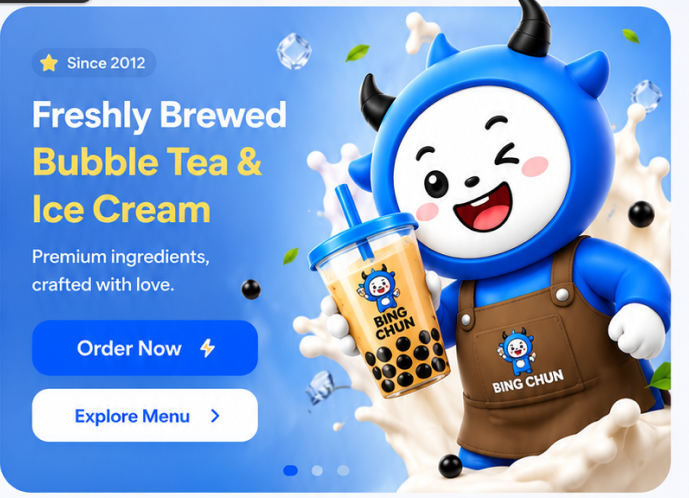 Since 2012
Freshly Brewed
Bubble Tea &
Ice Cream
Premium ingredients,
crafted with love.
Order Now
Explore Menu
BING
CHUN
BING CHUN